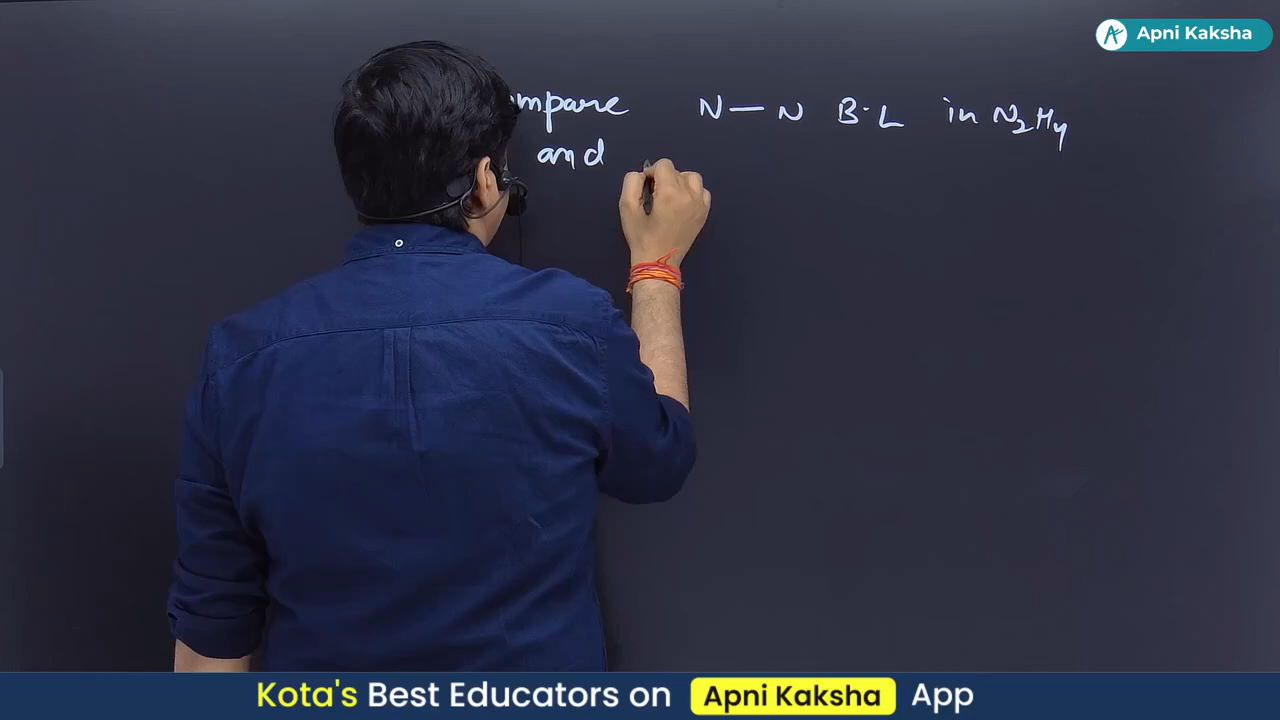 Apni Kaksha
mpare N — N B.L in N₂H₄
and
Kota's Best Educators on Apni Kaksha App